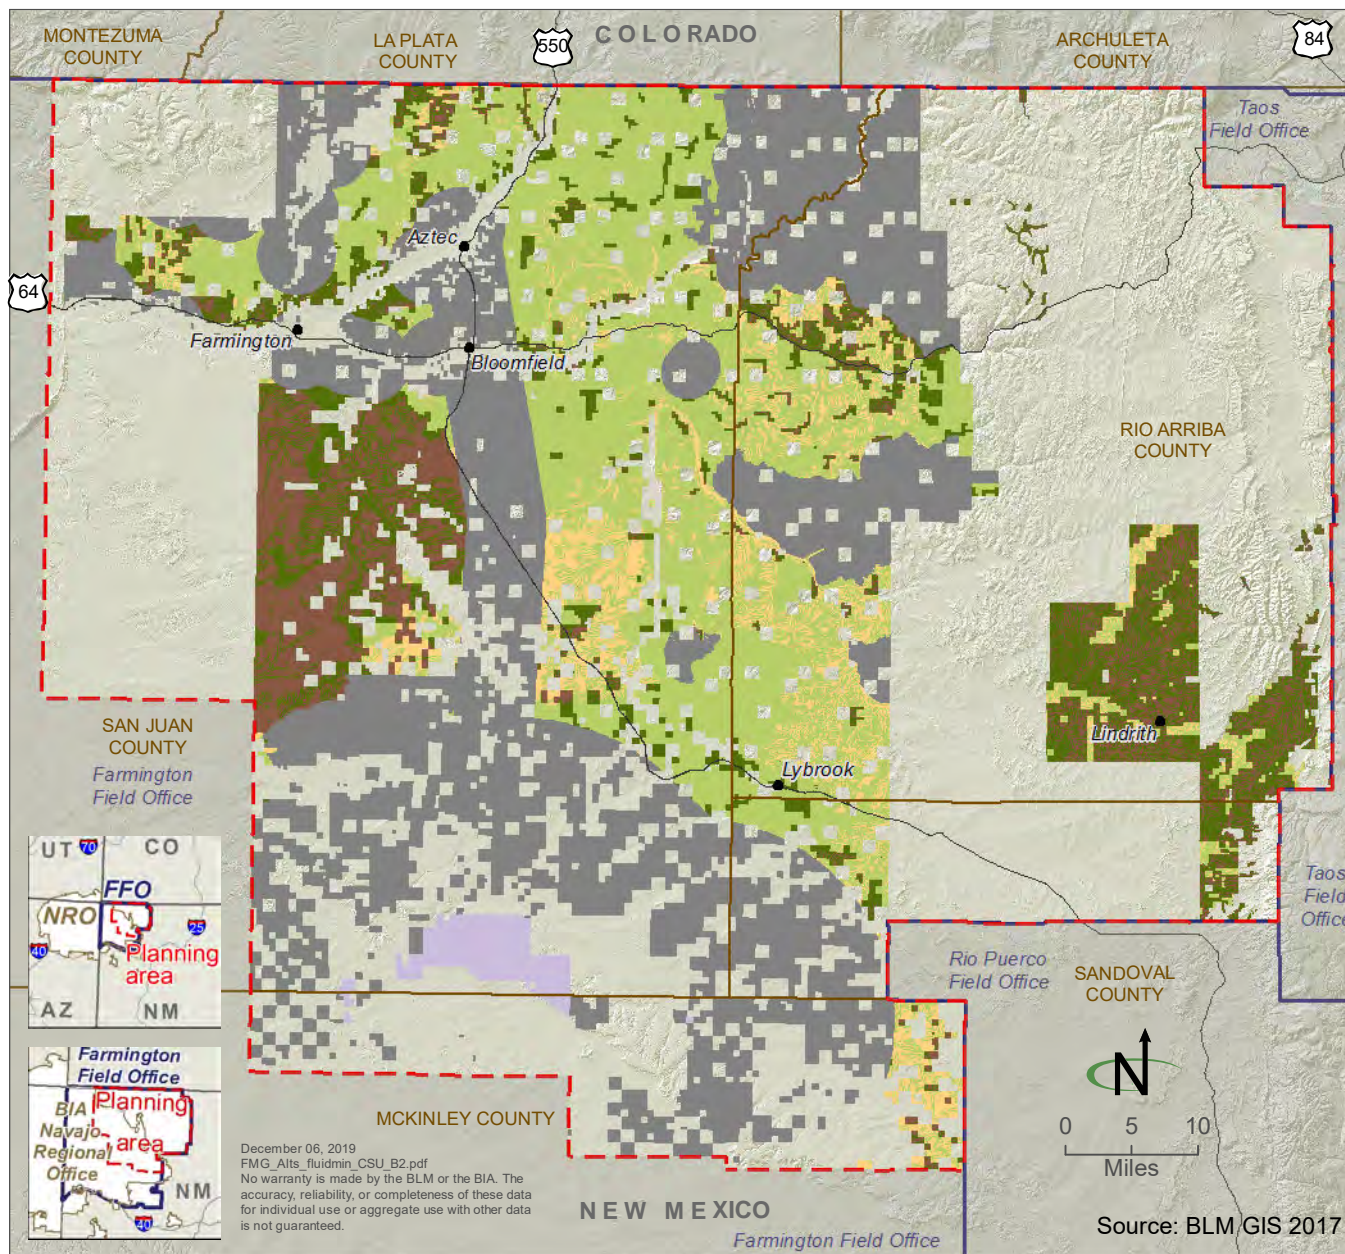 MONTEZUMA
COUNTY
LA PLATA
COUNTY
550
COLORADO
ARCHULETA
COUNTY
84
Taos
Field Office
Aztec
64
Farmington
Bloomfield
RIO ARRIBA
COUNTY
SAN JUAN
COUNTY
Farmington
Field Office
Lindrith
Lybrook
UT
70
CO
FFO
NRO
25
40
Planning
area
AZ
NM
Taos
Field
Office
Rio Puerco
Field Office
SANDOVAL
COUNTY
N
0 5 10
Miles
Farmington
Field Office
Planning
area
BIA
Navajo
Regional
Office
NM
40
MCKINLEY COUNTY
December 06, 2019
FMG_Alts_fluidmin_CSU_B2.pdf
No warranty is made by the BLM or the BIA. The
accuracy, reliability, or completeness of these data
for individual use or aggregate use with other data
is not guaranteed.
NEW MEXICO
Farmington Field Office
Source: BLM GIS 2017